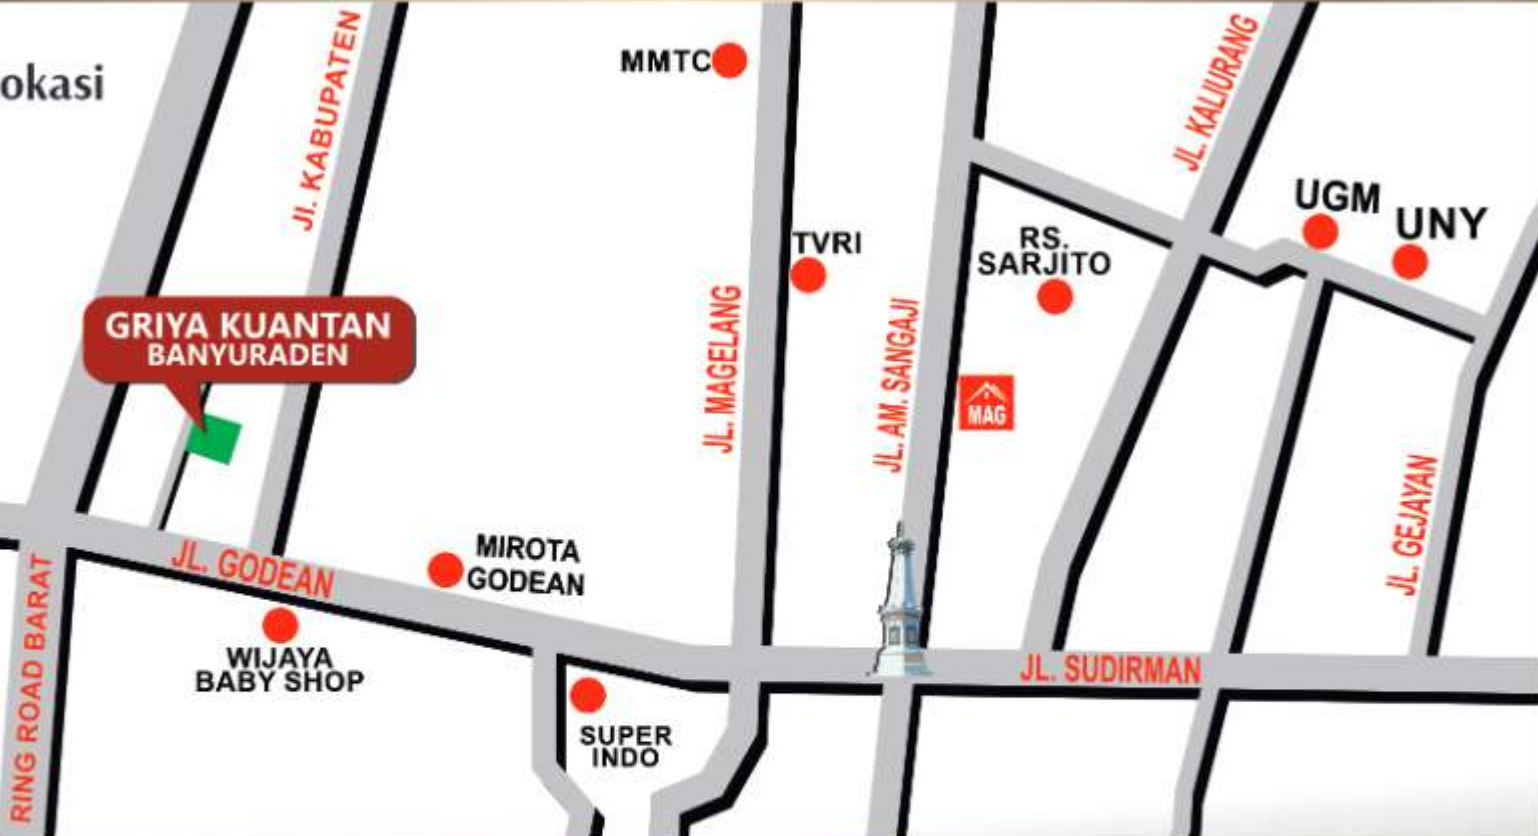 okasi
JI. KABUPATEN
MMTC
JL. KALIURANG
UGM
UNY
TVRI
RS.
SARJITO
GRIYA KUANTAN
BANYURADEN
JL. MAGELANG
JL. AM. SANGAJI
MAG
JL. GEJAYAN
MIROTA
GODEAN
JL. GODEAN
RING ROAD BARAT
WIJAYA
BABY SHOP
JL. SUDIRMAN
SUPER
INDO